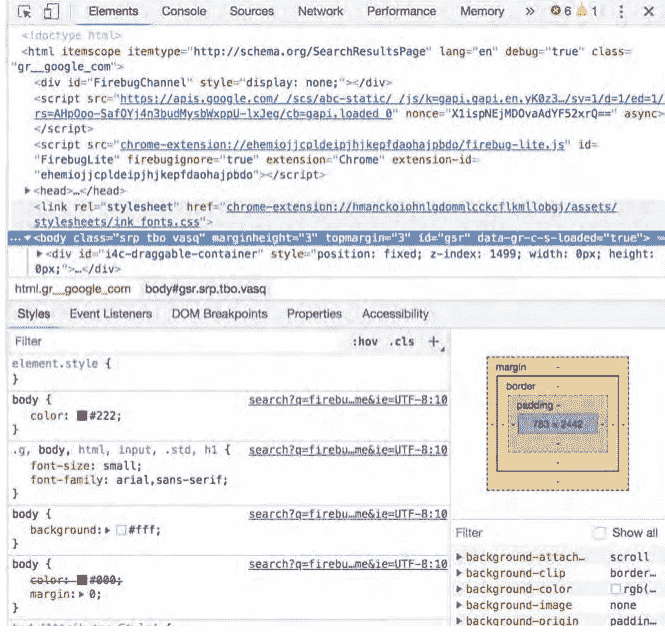 Elements Console Sources Network Performance Memory » 6 1
<!doctype html>
<html itemscope itemtype="http://schema.org/SearchResultsPage" lang="en" debug="true" class=
"gr__google_com">
<div id="FirebugChannel" style="display: none;"></div>
<script src="https://apis.google.com/_/scs/abc-static/_/js/k=gapi.gapi.en.yK0z3…/sv=1/d=1/ed=1/
async>
</script>
<script src="chrome-extension://ehemiojjcpldeipjhjkepfdaohajpbdo/firebug-lite.js" id=
"FirebugLite" firebugignore="true" extension="Chrome" extension-id=
"ehemiojjcpldeipjhjkepfdaohajpbdo"></script>
▶<head>…</head>
<link rel="stylesheet" href="chrome-extension://hmanckoiohnlgdommlcckcflkmllobgj/assets/
stylesheets/ink_fonts.css">
…▼<body class="srp tbo vasq" marginheight="3" topmargin="3" id="gsr" data-gr-c-s-loaded="true">
▶<div id="i4c-draggable-container" style="position: fixed; z-index: 1499; width: 0px; height:
0px;">…</div>
html.gr__google_com body#gsr.srp.tbo.vasq
Styles Event Listeners DOM Breakpoints Properties Accessibility
Filter :hov .cls +
element.style {
}
body { search?q=firebu…me&ie=UTF-8:10
color: #222;
}
.g, body, html, input, .std, h1 { search?q=firebu…me&ie=UTF-8:10
font-size: small;
font-family: arial,sans-serif;
}
body { search?q=firebu…me&ie=UTF-8:10
background:▶ #fff;
}
body { search?q=firebu…me&ie=UTF-8:10
color: #000;
margin:▶ 0;
}
margin -
border -
padding -
783 × 2442
Filter Show all
▶background-attach… scroll
▶background-clip border…
▶background-color rgb(…
▶background-image none
▶background-origin paddin…